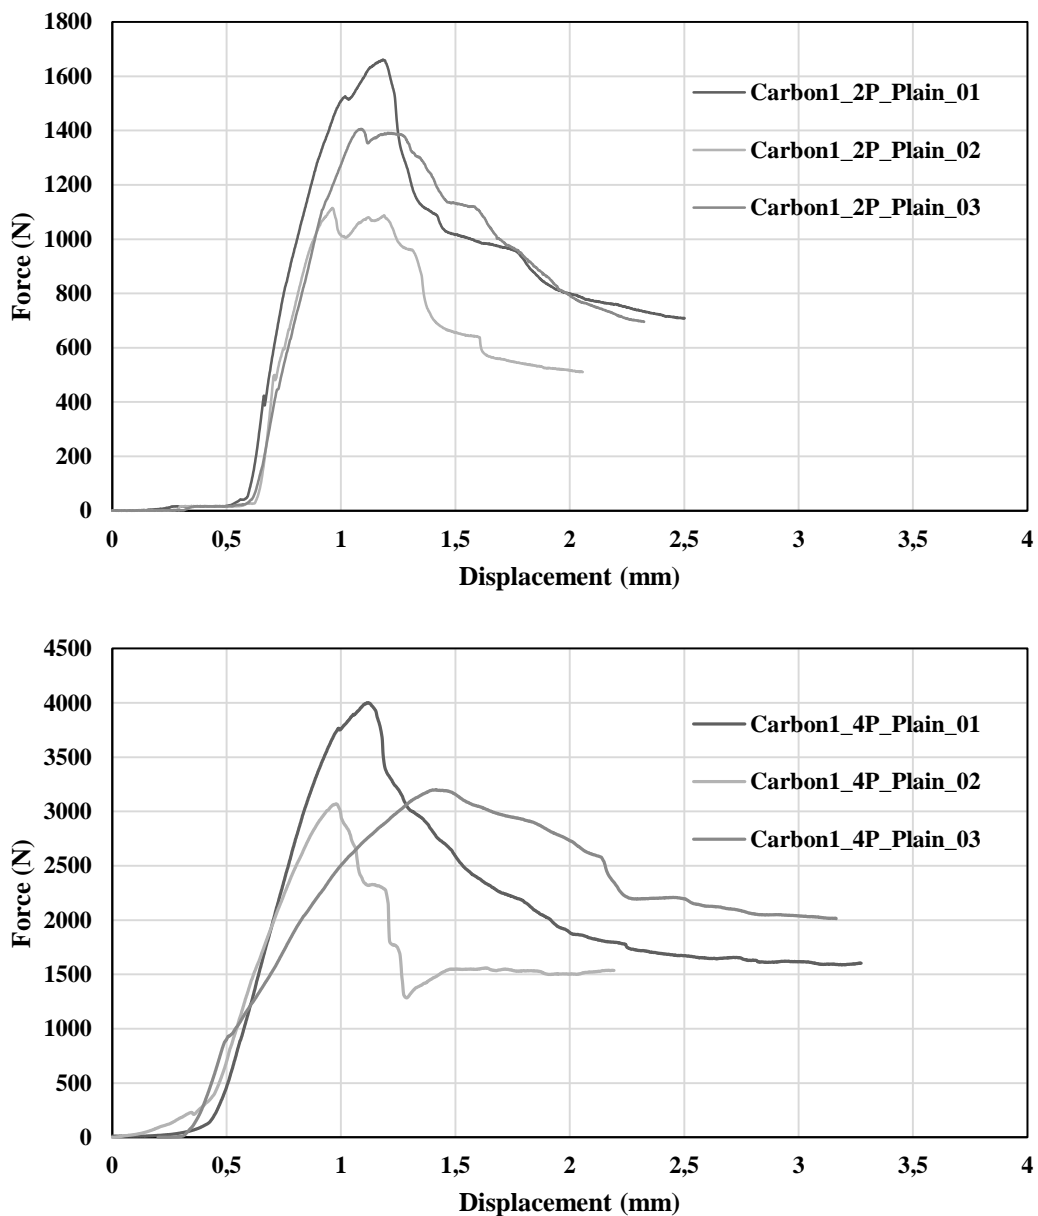 1800
1600
1400
1200
1000
800
600
400
200
0
Force (N)
Carbon1_2P_Plain_01
Carbon1_2P_Plain_02
Carbon1_2P_Plain_03
0 0,5 1 1,5 2 2,5 3 3,5 4
Displacement (mm)
4500
4000
3500
3000
2500
2000
1500
1000
500
0
Force (N)
Carbon1_4P_Plain_01
Carbon1_4P_Plain_02
Carbon1_4P_Plain_03
0 0,5 1 1,5 2 2,5 3 3,5 4
Displacement (mm)